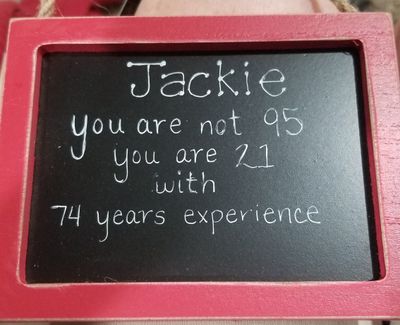 Jackie
you are not 95
you are 21
with
74 years experience